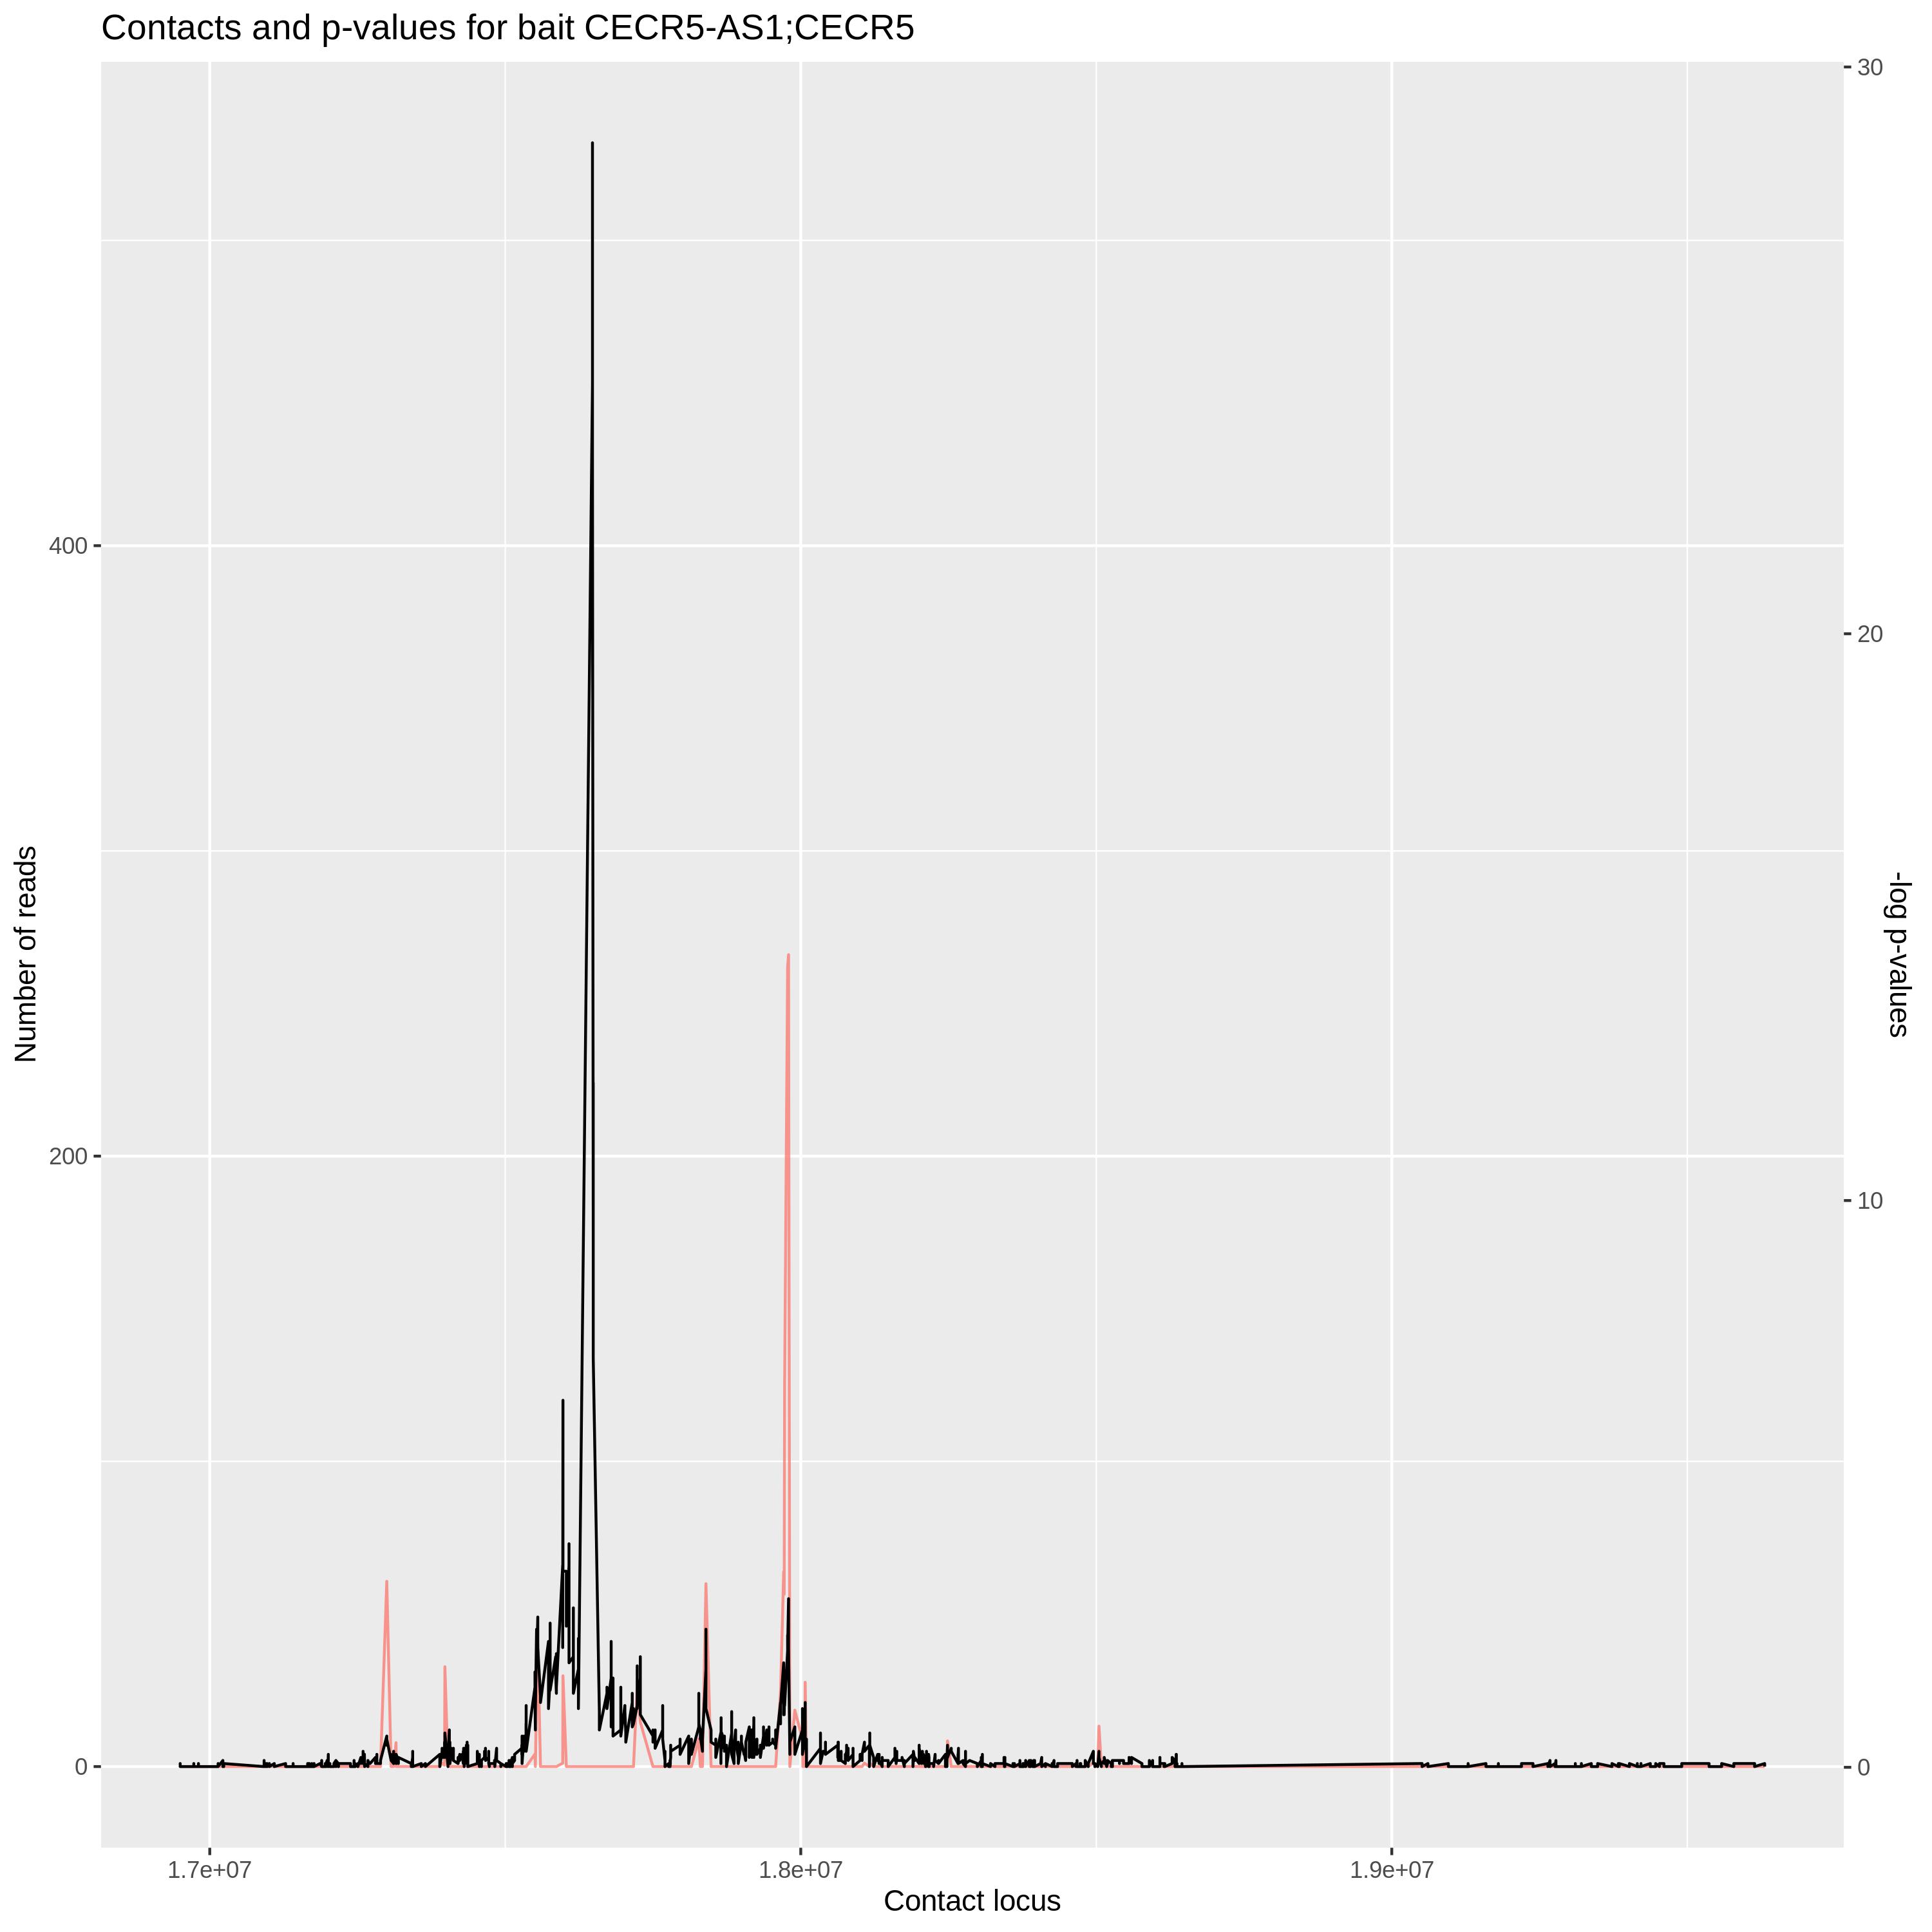 Contacts and p-values for bait CECR5-AS1;CECR5
30
400
20
Number of reads
-log p-values
200
10
0
0
1.7e+07
1.8e+07
1.9e+07
Contact locus